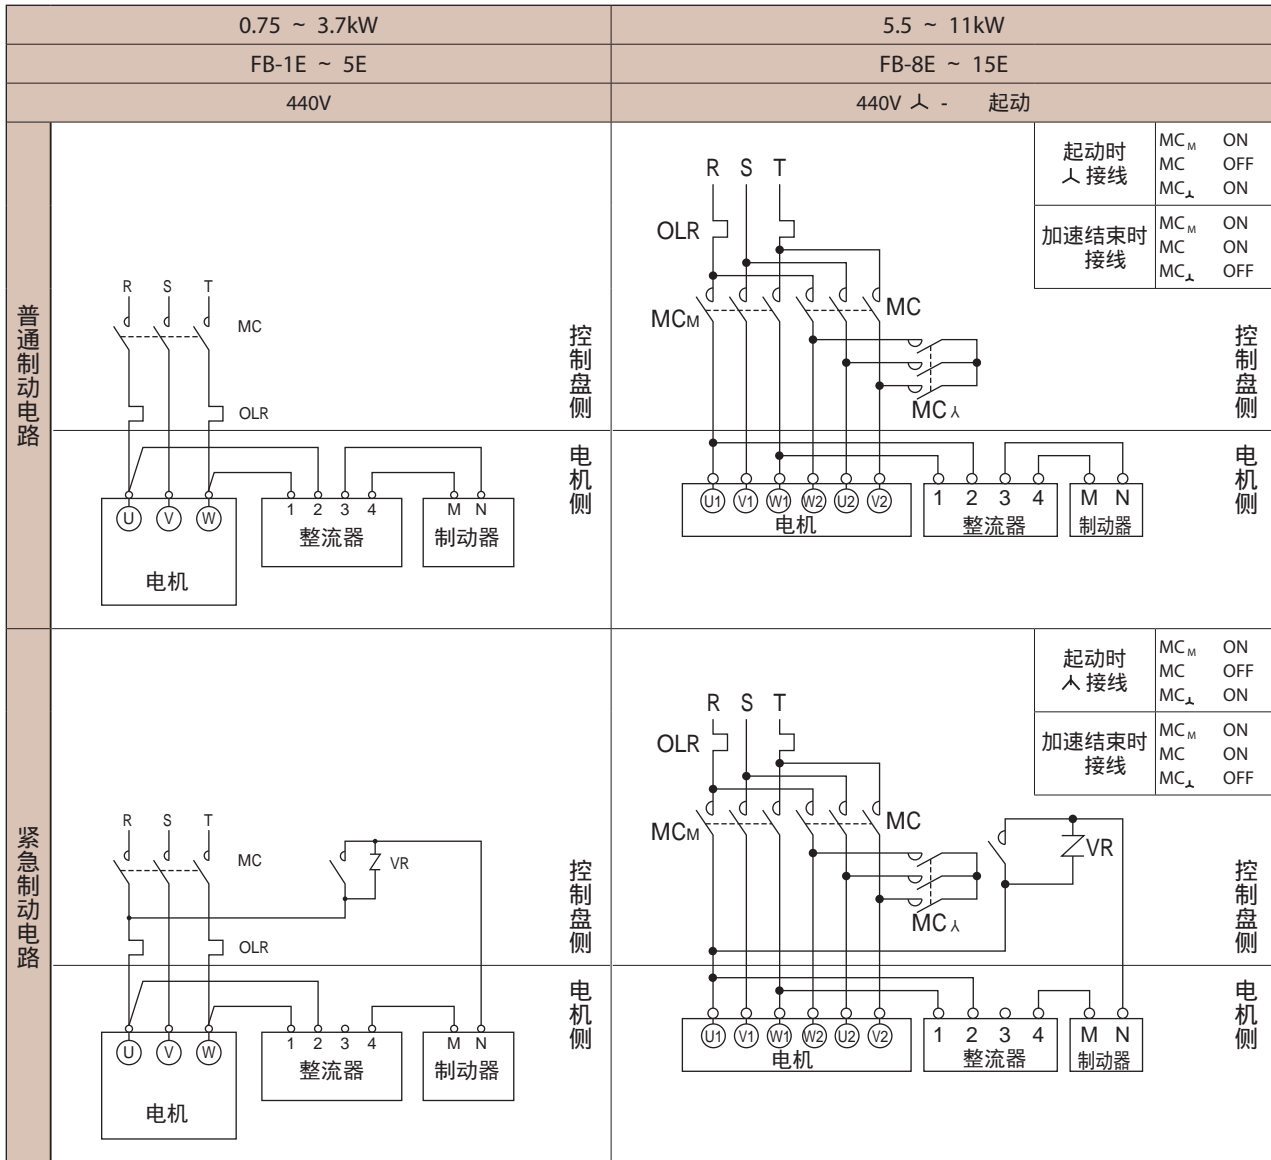 0.75 ~ 3.7kW
5.5 ~ 11kW
FB-1E ~ 5E
FB-8E ~ 15E
440V
440V 人 - 起动
普通制动电路
R S T
MC
OLR
控制盘侧
电机侧
U V W
电机
1 2 3 4
整流器
M N
制动器
R S T
OLR
MCM
MC
MC人
起动时
人接线
MCM ON
MC OFF
MC人 ON
加速结束时
接线
MCM ON
MC ON
MC人 OFF
控制盘侧
电机侧
U1 V1 W1 W2 U2 V2
电机
1 2 3 4
整流器
M N
制动器
紧急制动电路
R S T
MC
VR
OLR
控制盘侧
电机侧
U V W
电机
1 2 3 4
整流器
M N
制动器
R S T
OLR
MCM
MC
MC人
VR
起动时
人接线
MCM ON
MC OFF
MC人 ON
加速结束时
接线
MCM ON
MC ON
MC人 OFF
控制盘侧
电机侧
U1 V1 W1 W2 U2 V2
电机
1 2 3 4
整流器
M N
制动器